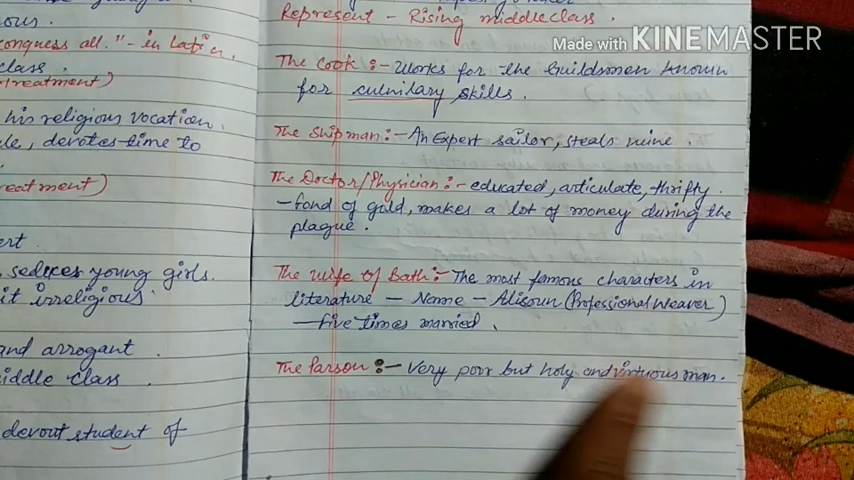 ous.
congness all." - in Latin.
class.
treatment)
his religious vocation.
le, devotes time to
reatment)
ert
, seduces young girls.
it irreligious
and arrogant
iddle class
devout student of
Represent - Rising middle class.
Made with KINEMASTER
The Cook :- Works for the Guildsmen known
for culnilary skills.
The Shipman :- An Expert sailor, steals wine.
The Doctor/Physician :- educated, articulate, thrifty.
- fond of gold, makes a lot of money during the
plague.
The Wife of Bath :- The most famous characters in
literature - Name - Alisoun (Professional Weaver)
- five times married.
The Parson :- Very poor but holy and virtuous man.